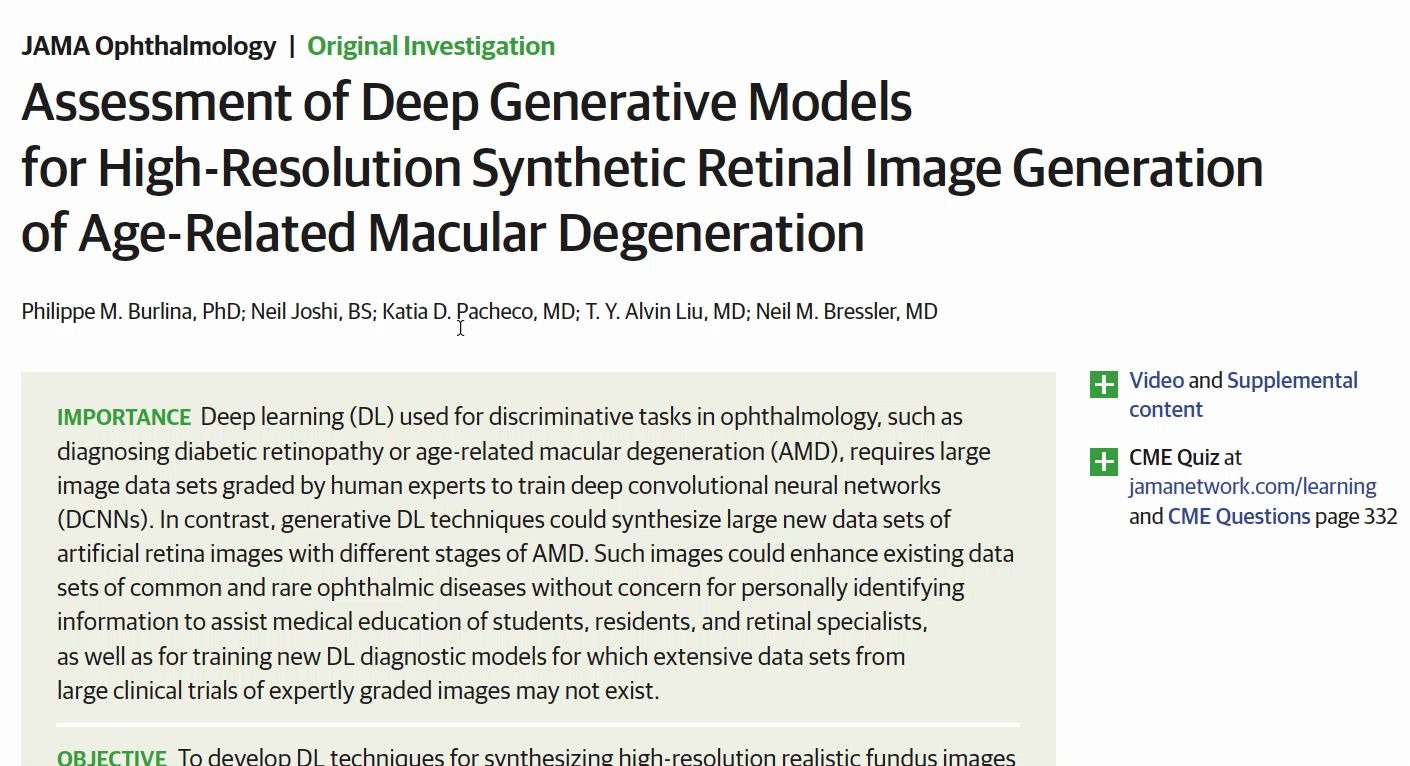 JAMA Ophthalmology | Original Investigation
Assessment of Deep Generative Models
for High-Resolution Synthetic Retinal Image Generation
of Age-Related Macular Degeneration
Philippe M. Burlina, PhD; Neil Joshi, BS; Katia D. Pacheco, MD; T. Y. Alvin Liu, MD; Neil M. Bressler, MD
IMPORTANCE Deep learning (DL) used for discriminative tasks in ophthalmology, such as
diagnosing diabetic retinopathy or age-related macular degeneration (AMD), requires large
image data sets graded by human experts to train deep convolutional neural networks
(DCNNs). In contrast, generative DL techniques could synthesize large new data sets of
artificial retina images with different stages of AMD. Such images could enhance existing data
sets of common and rare ophthalmic diseases without concern for personally identifying
information to assist medical education of students, residents, and retinal specialists,
as well as for training new DL diagnostic models for which extensive data sets from
large clinical trials of expertly graded images may not exist.
OBJECTIVE To develop DL techniques for synthesizing high-resolution realistic fundus images
Video and Supplemental
content
CME Quiz at
jamanetwork.com/learning
and CME Questions page 332